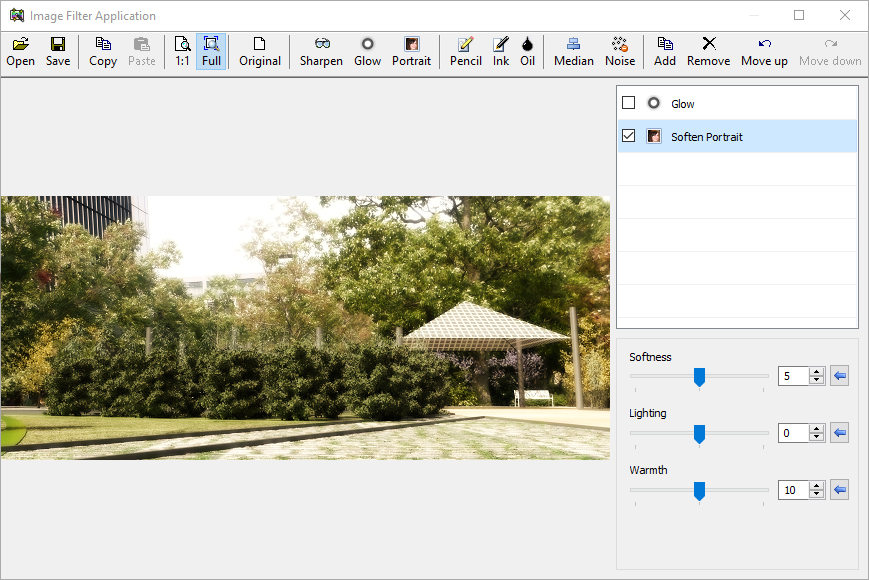 Image Filter Application
Open Save Copy Paste 1:1 Full Original Sharpen Glow Portrait Pencil Ink Oil Median Noise Add Remove Move up Move down
Glow
Soften Portrait
Softness
5
Lighting
0
Warmth
10